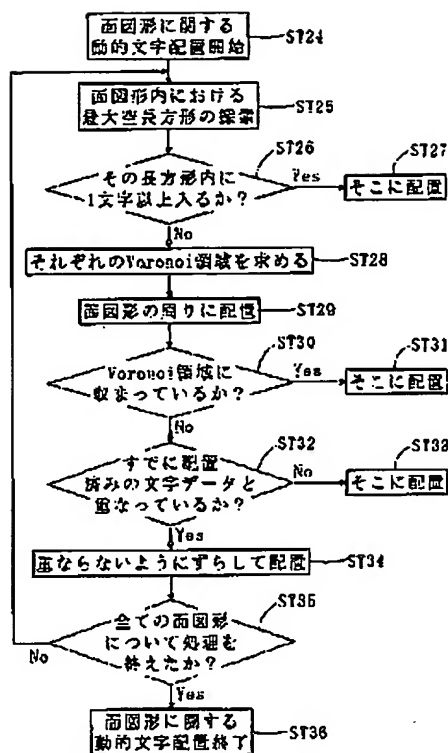 面図形に関する
動的文字配置開始
ST24
面図形内における
最大空長方形の探索
ST25
ST26
その長方形内に
1文字以上入るか?
Yes
ST27
そこに配置
No
それぞれのVoronoi領域を求める
ST28
面図形の周りに配置
ST29
ST30
Voronoi領域に
収まっているか?
Yes
ST31
そこに配置
No
ST32
すでに配置
済みの文字データと
重なっているか?
No
ST33
そこに配置
Yes
重ならないようにずらして配置
ST34
ST35
全ての面図形
について処理を
終えたか?
No
Yes
面図形に関する
動的文字配置終了
ST36